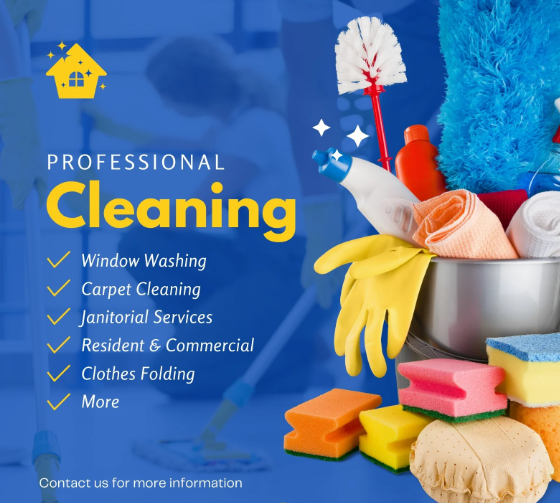 PROFESSIONAL
Cleaning
Window Washing
Carpet Cleaning
Janitorial Services
Resident & Commercial
Clothes Folding
More
Contact us for more information